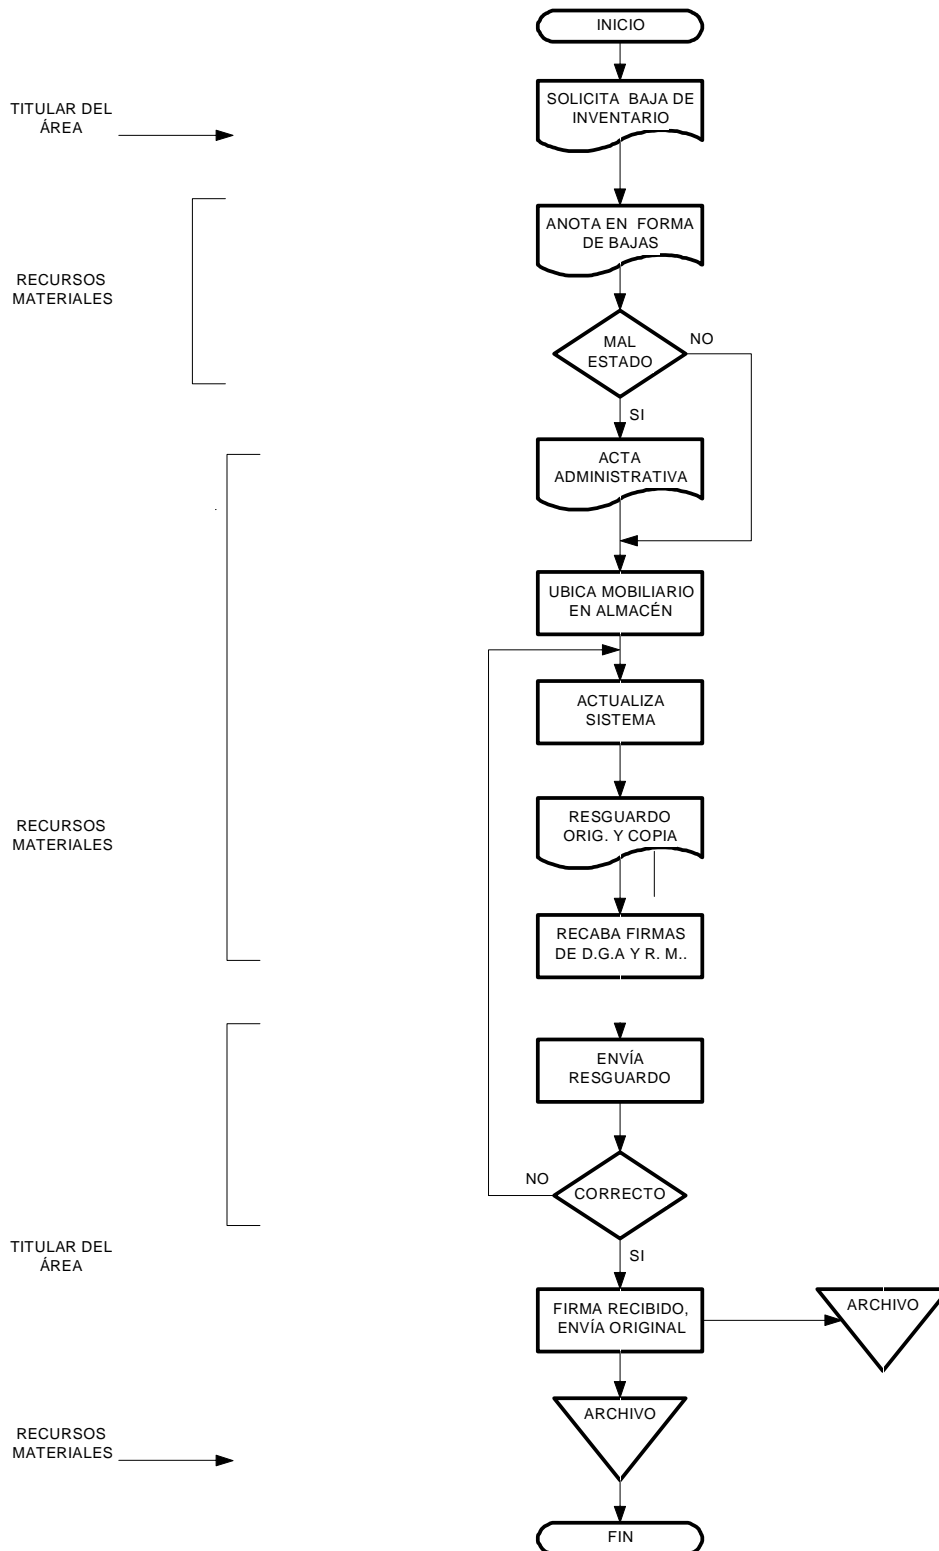 INICIO
TITULAR DEL
ÁREA
SOLICITA BAJA DE
INVENTARIO
RECURSOS
MATERIALES
ANOTA EN FORMA
DE BAJAS
MAL
ESTADO
NO
SI
ACTA
ADMINISTRATIVA
UBICA MOBILIARIO
EN ALMACÉN
ACTUALIZA
SISTEMA
RECURSOS
MATERIALES
RESGUARDO
ORIG. Y COPIA
RECABA FIRMAS
DE D.G.A Y R. M..
ENVÍA
RESGUARDO
NO
CORRECTO
SI
TITULAR DEL
ÁREA
FIRMA RECIBIDO,
ENVÍA ORIGINAL
ARCHIVO
ARCHIVO
RECURSOS
MATERIALES
FIN